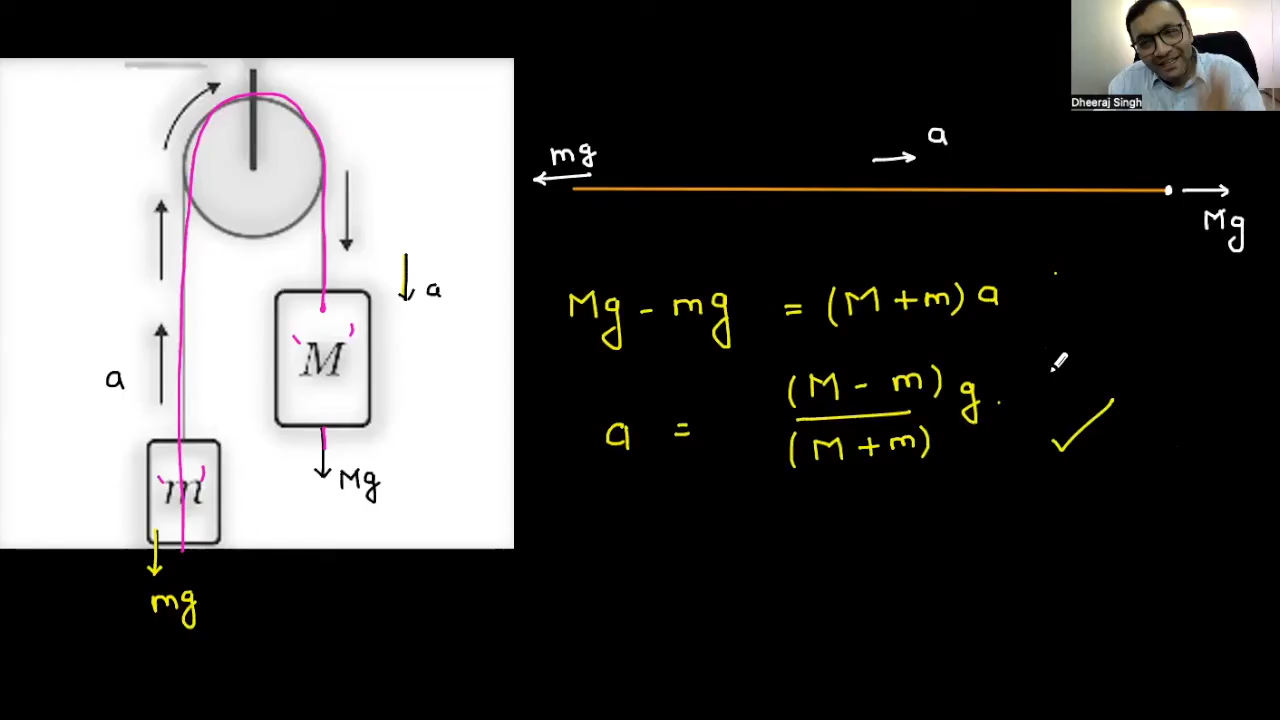 Dheeraj Singh
a
mg
Mg
a
a
M
Mg
m
mg
Mg - mg = (M + m) a
a = (M - m) g.
(M + m)